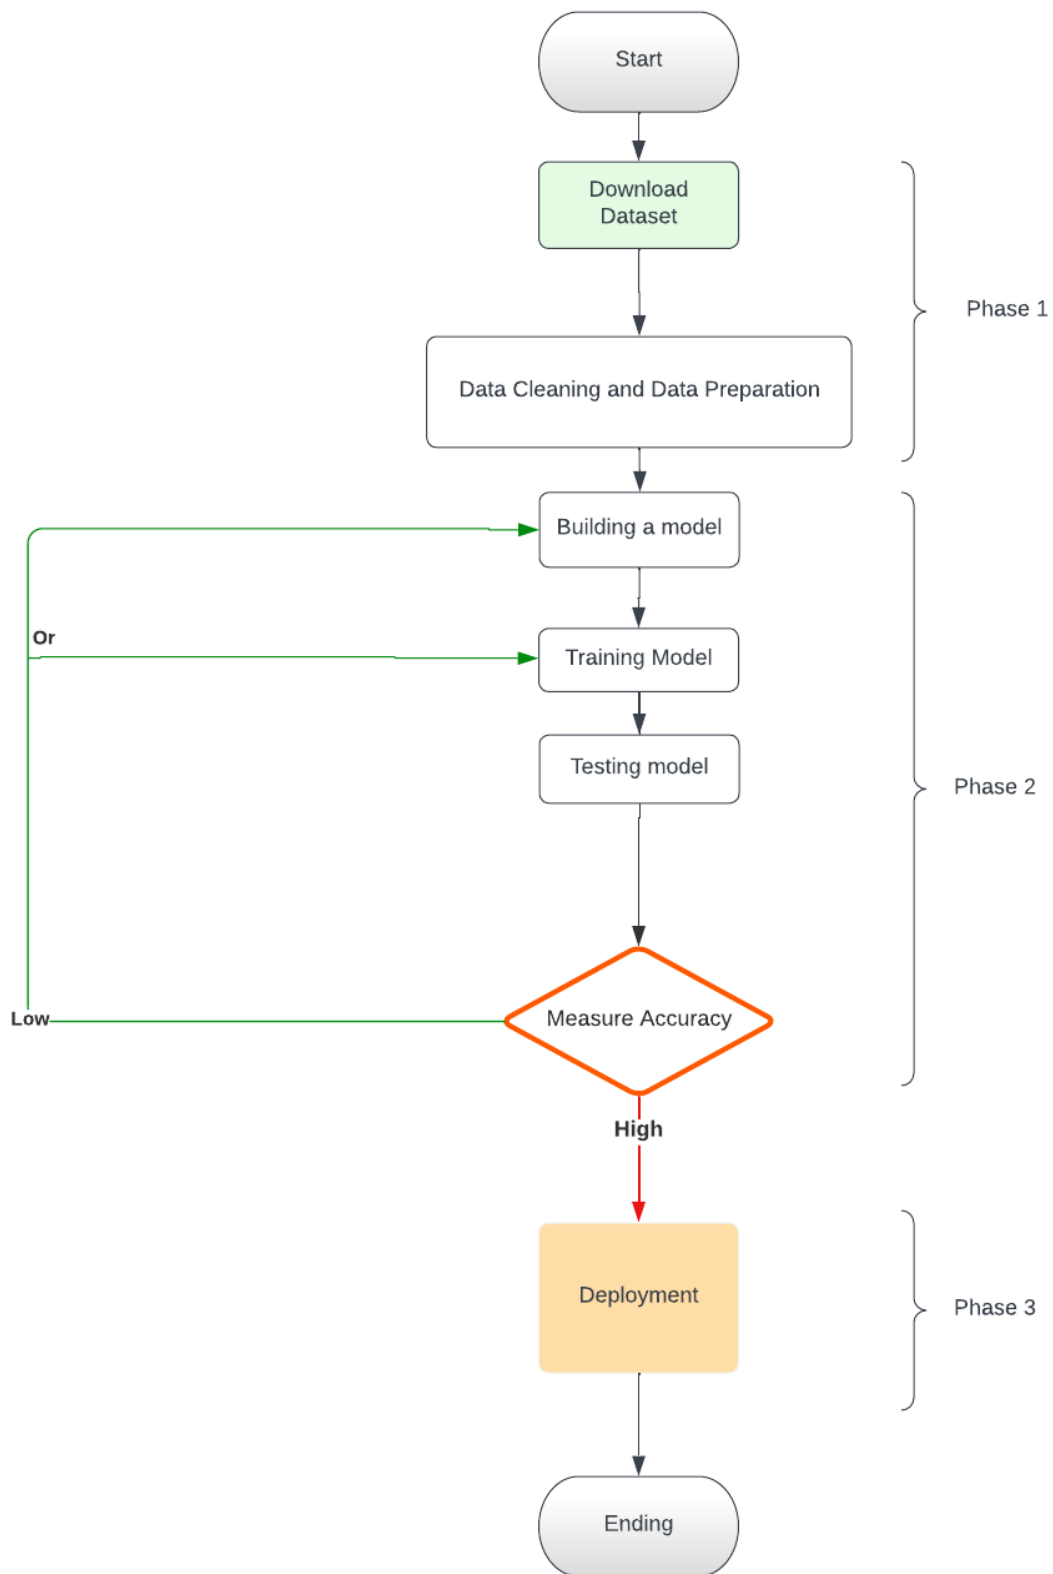 Start
Download
Dataset
Phase 1
Data Cleaning and Data Preparation
Building a model
Or
Training Model
Testing model
Phase 2
Low
Measure Accuracy
High
Deployment
Phase 3
Ending